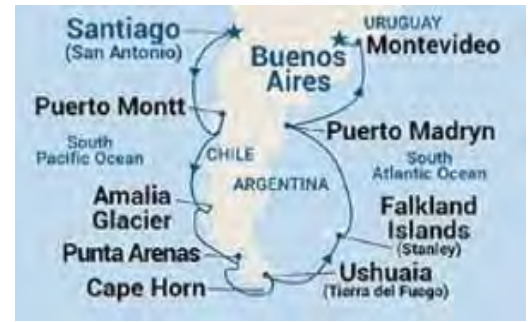 Santiago
(San Antonio)
URUGUAY
Montevideo
Buenos
Aires
Puerto Montt
Puerto Madryn
South
Pacific Ocean
CHILE
ARGENTINA
South
Atlantic Ocean
Amalia
Glacier
Falkland
Islands
(Stanley)
Punta Arenas
Ushuaia
(Tierra del Fuego)
Cape Horn